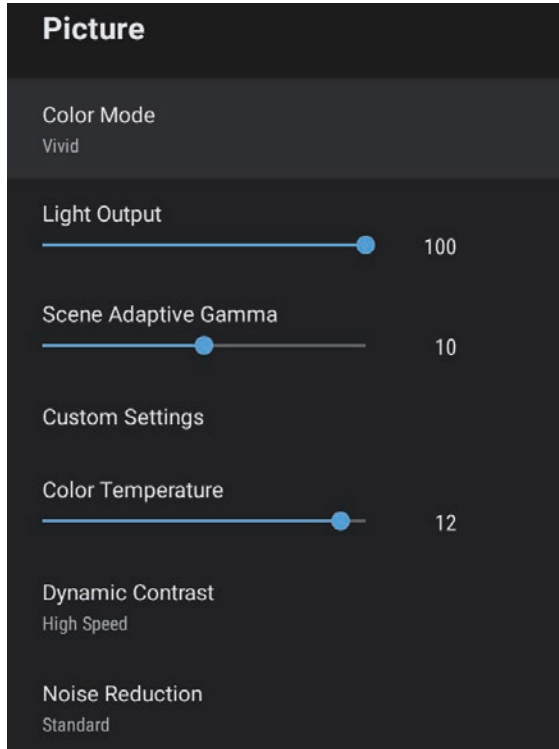 Picture
Color Mode
Vivid
Light Output
100
Scene Adaptive Gamma
10
Custom Settings
Color Temperature
12
Dynamic Contrast
High Speed
Noise Reduction
Standard